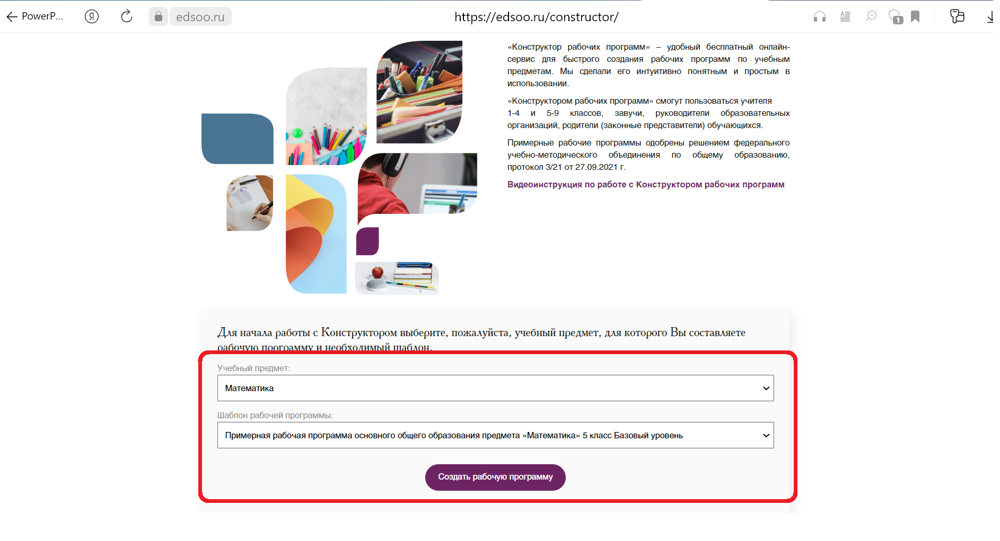 PowerP...
Я
edsoo.ru
https://edsoo.ru/constructor/
1
«Конструктор рабочих программ» – удобный бесплатный онлайн-
сервис для быстрого создания рабочих программ по учебным
предметам. Мы сделали его интуитивно понятным и простым в
использовании.
«Конструктором рабочих программ» смогут пользоваться учителя
1-4 и 5-9 классов, завучи, руководители образовательных
организаций, родители (законные представители) обучающихся.
Примерные рабочие программы одобрены решением федерального
учебно-методического объединения по общему образованию,
протокол 3/21 от 27.09.2021 г.
Видеоинструкция по работе с Конструктором рабочих программ
Для начала работы с Конструктором выберите, пожалуйста, учебный предмет, для которого Вы составляете
рабочую программу и необходимый шаблон.
Учебный предмет:
Математика
Шаблон рабочей программы:
Примерная рабочая программа основного общего образования предмета «Математика» 5 класс Базовый уровень
Создать рабочую программу